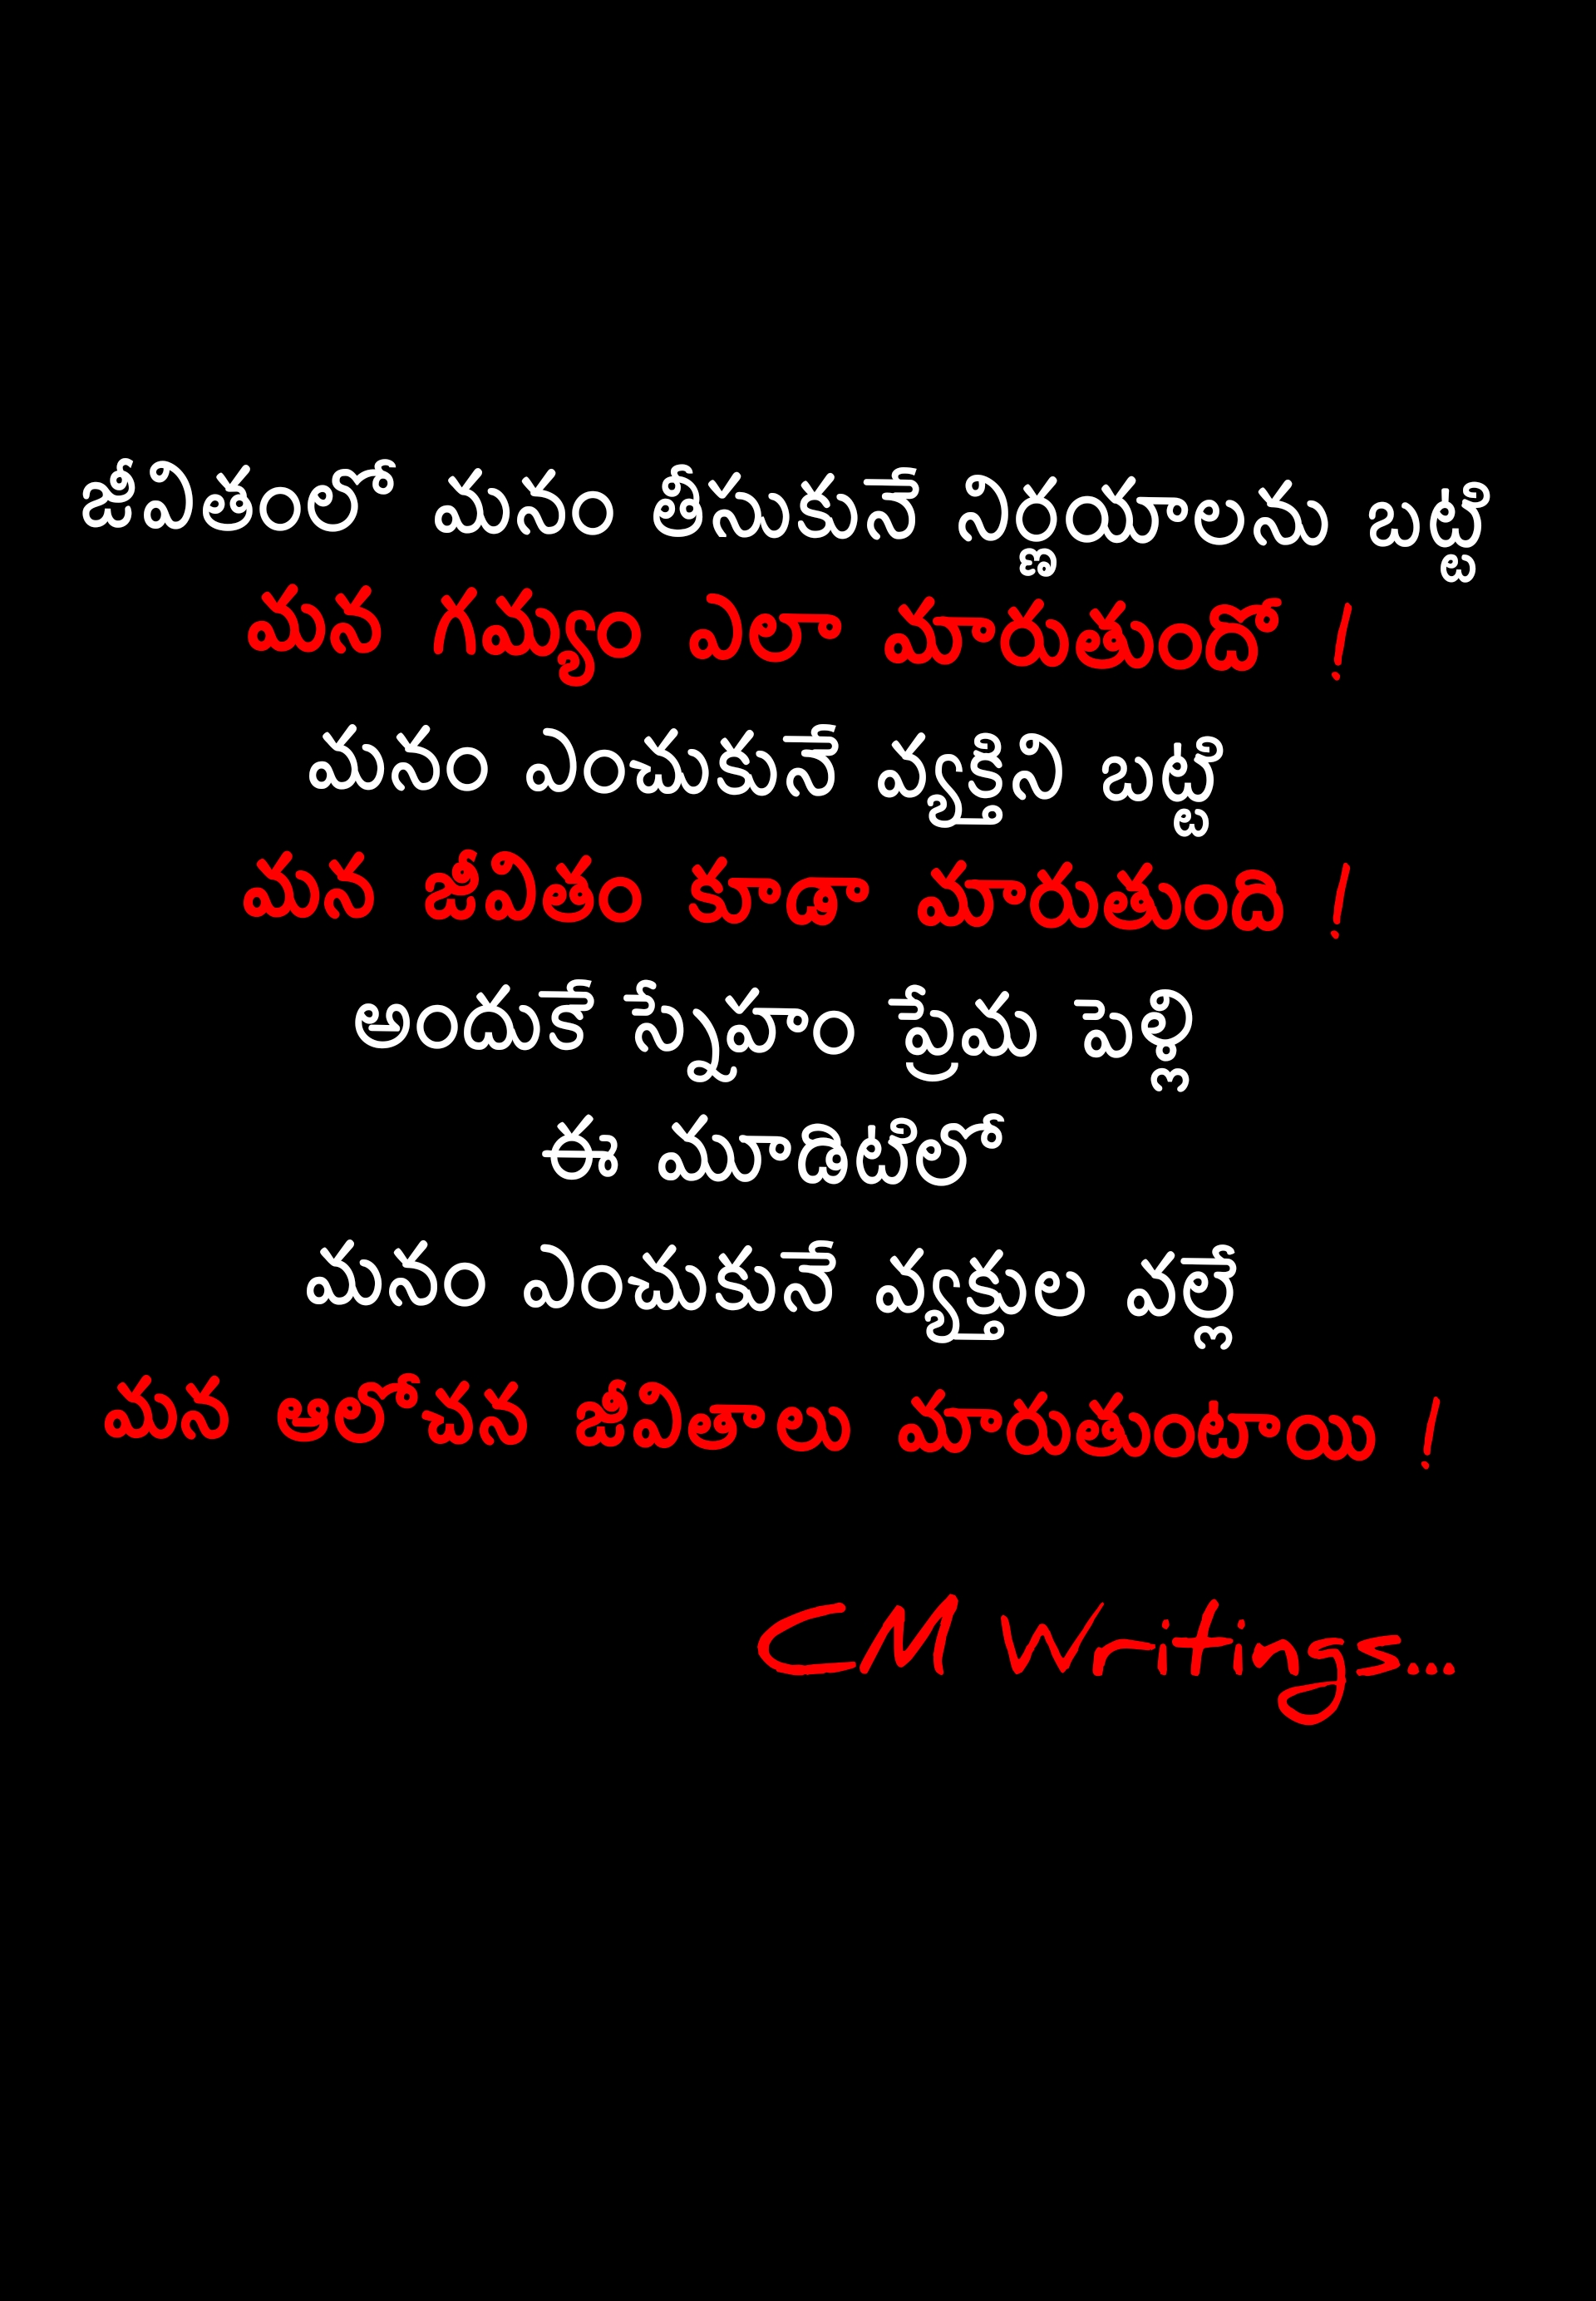 జీవితంలో మనం తీసుకునే నిర్ణయాలను బట్టి
మన గమ్యం ఎలా మారుతుందో !
మనం ఎంచుకునే వ్యక్తిని బట్టి
మన జీవితం కూడా మారుతుంది !
అందుకే స్నేహం ప్రేమ పెళ్లి
ఈ మూడిటిలో
మనం ఎంచుకునే వ్యక్తుల వల్లే
మన ఆలోచన జీవితాలు మారుతుంటాయి !
CM Writings...